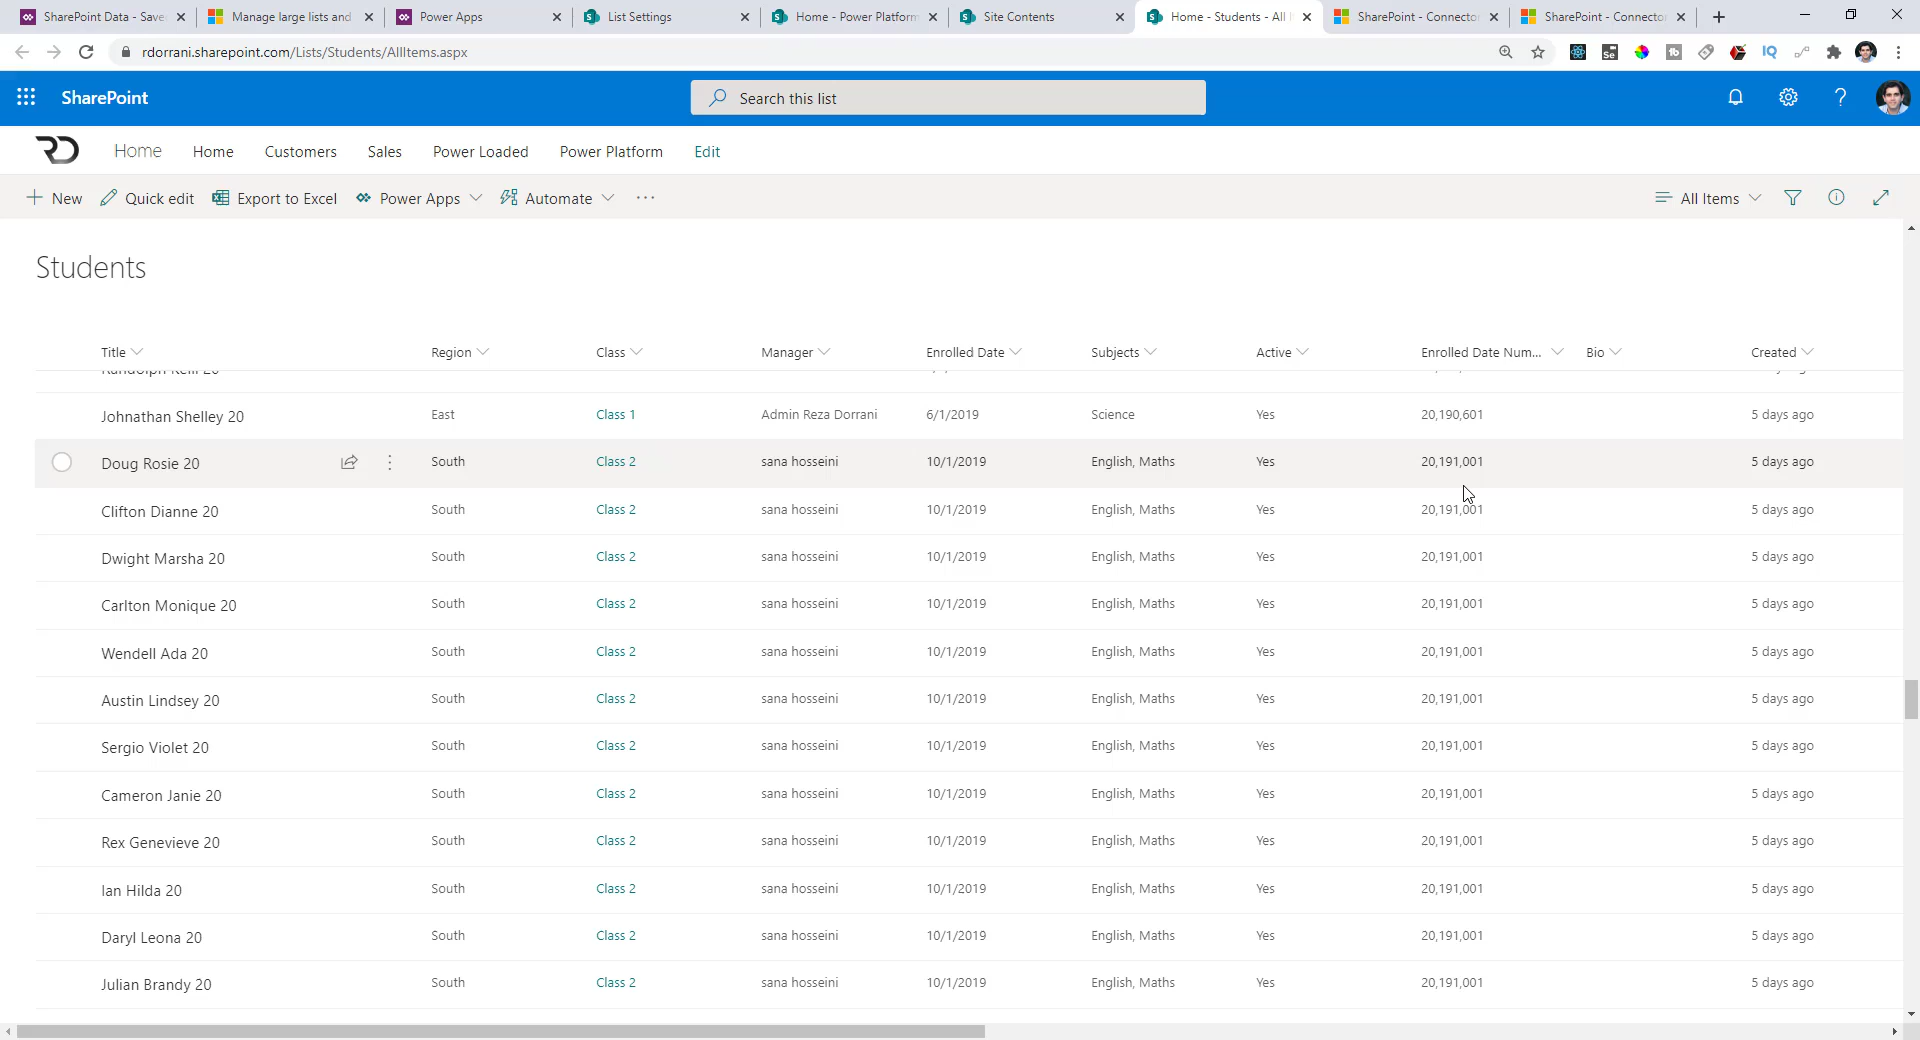 SharePoint Data - Save
Manage large lists and
Power Apps
List Settings
Home - Power Platform
Site Contents
Home - Students - All
SharePoint - Connector
SharePoint - Connector
rdorrani.sharepoint.com/Lists/Students/AllItems.aspx
Se
tb
IQ
SharePoint
Search this list
RD
Home
Home
Customers
Sales
Power Loaded
Power Platform
Edit
New
Quick edit
Export to Excel
Power Apps
Automate
All Items
Students
Title Region Class Manager Enrolled Date Subjects Active Enrolled Date Num... Bio Created
Johnathan Shelley 20 East Class 1 Admin Reza Dorrani 6/1/2019 Science Yes 20,190,601 5 days ago
Doug Rosie 20 South Class 2 sana hosseini 10/1/2019 English, Maths Yes 20,191,001 5 days ago
Clifton Dianne 20 South Class 2 sana hosseini 10/1/2019 English, Maths Yes 20,191,001 5 days ago
Dwight Marsha 20 South Class 2 sana hosseini 10/1/2019 English, Maths Yes 20,191,001 5 days ago
Carlton Monique 20 South Class 2 sana hosseini 10/1/2019 English, Maths Yes 20,191,001 5 days ago
Wendell Ada 20 South Class 2 sana hosseini 10/1/2019 English, Maths Yes 20,191,001 5 days ago
Austin Lindsey 20 South Class 2 sana hosseini 10/1/2019 English, Maths Yes 20,191,001 5 days ago
Sergio Violet 20 South Class 2 sana hosseini 10/1/2019 English, Maths Yes 20,191,001 5 days ago
Cameron Janie 20 South Class 2 sana hosseini 10/1/2019 English, Maths Yes 20,191,001 5 days ago
Rex Genevieve 20 South Class 2 sana hosseini 10/1/2019 English, Maths Yes 20,191,001 5 days ago
Ian Hilda 20 South Class 2 sana hosseini 10/1/2019 English, Maths Yes 20,191,001 5 days ago
Daryl Leona 20 South Class 2 sana hosseini 10/1/2019 English, Maths Yes 20,191,001 5 days ago
Julian Brandy 20 South Class 2 sana hosseini 10/1/2019 English, Maths Yes 20,191,001 5 days ago